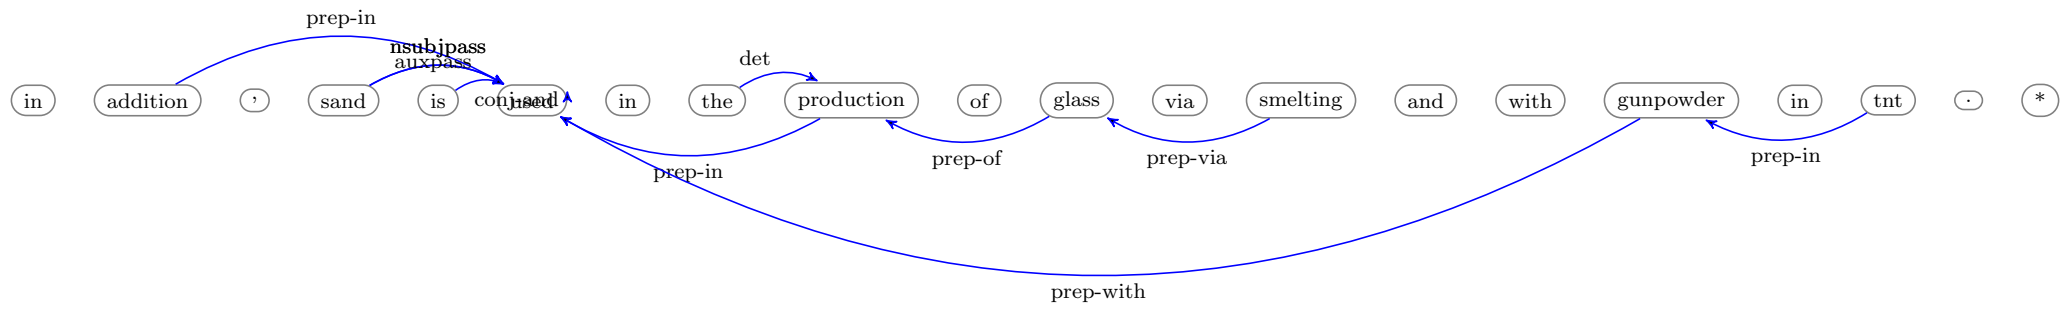 prep-in
nsubjpass
auxpass
det
in addition , sand is used in the production of glass via smelting and with gunpowder in tnt . *
conj-and
prep-in
prep-of
prep-via
prep-in
prep-with